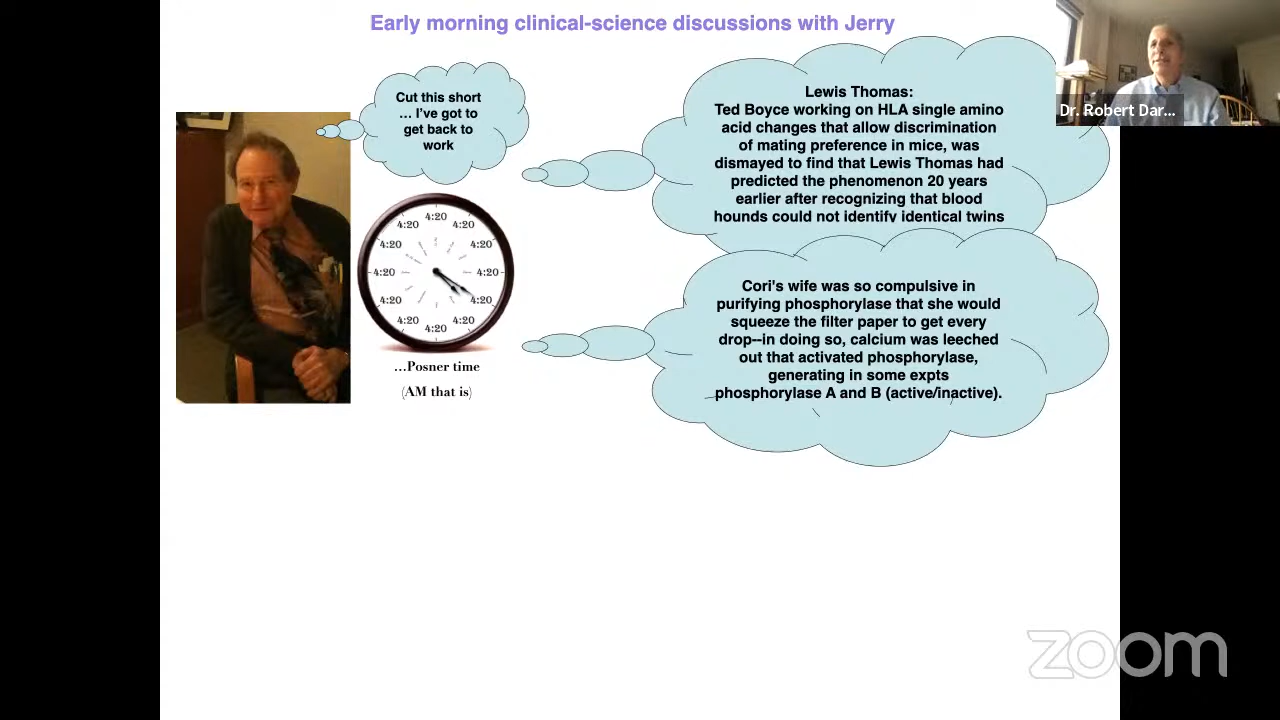 Early morning clinical-science discussions with Jerry
Cut this short
... I've got to
get back to
work
4:20
4:20
4:20
4:20
4:20
4:20
4:20
4:20
4:20
4:20
4:20
4:20
...Posner time
(AM that is)
Lewis Thomas:
Ted Boyce working on HLA single amino
acid changes that allow discrimination
of mating preference in mice, was
dismayed to find that Lewis Thomas had
predicted the phenomenon 20 years
earlier after recognizing that blood
hounds could not identify identical twins
Cori's wife was so compulsive in
purifying phosphorylase that she would
squeeze the filter paper to get every
drop--in doing so, calcium was leeched
out that activated phosphorylase,
generating in some expts
phosphorylase A and B (active/inactive).
Dr. Robert Dar...
zoom